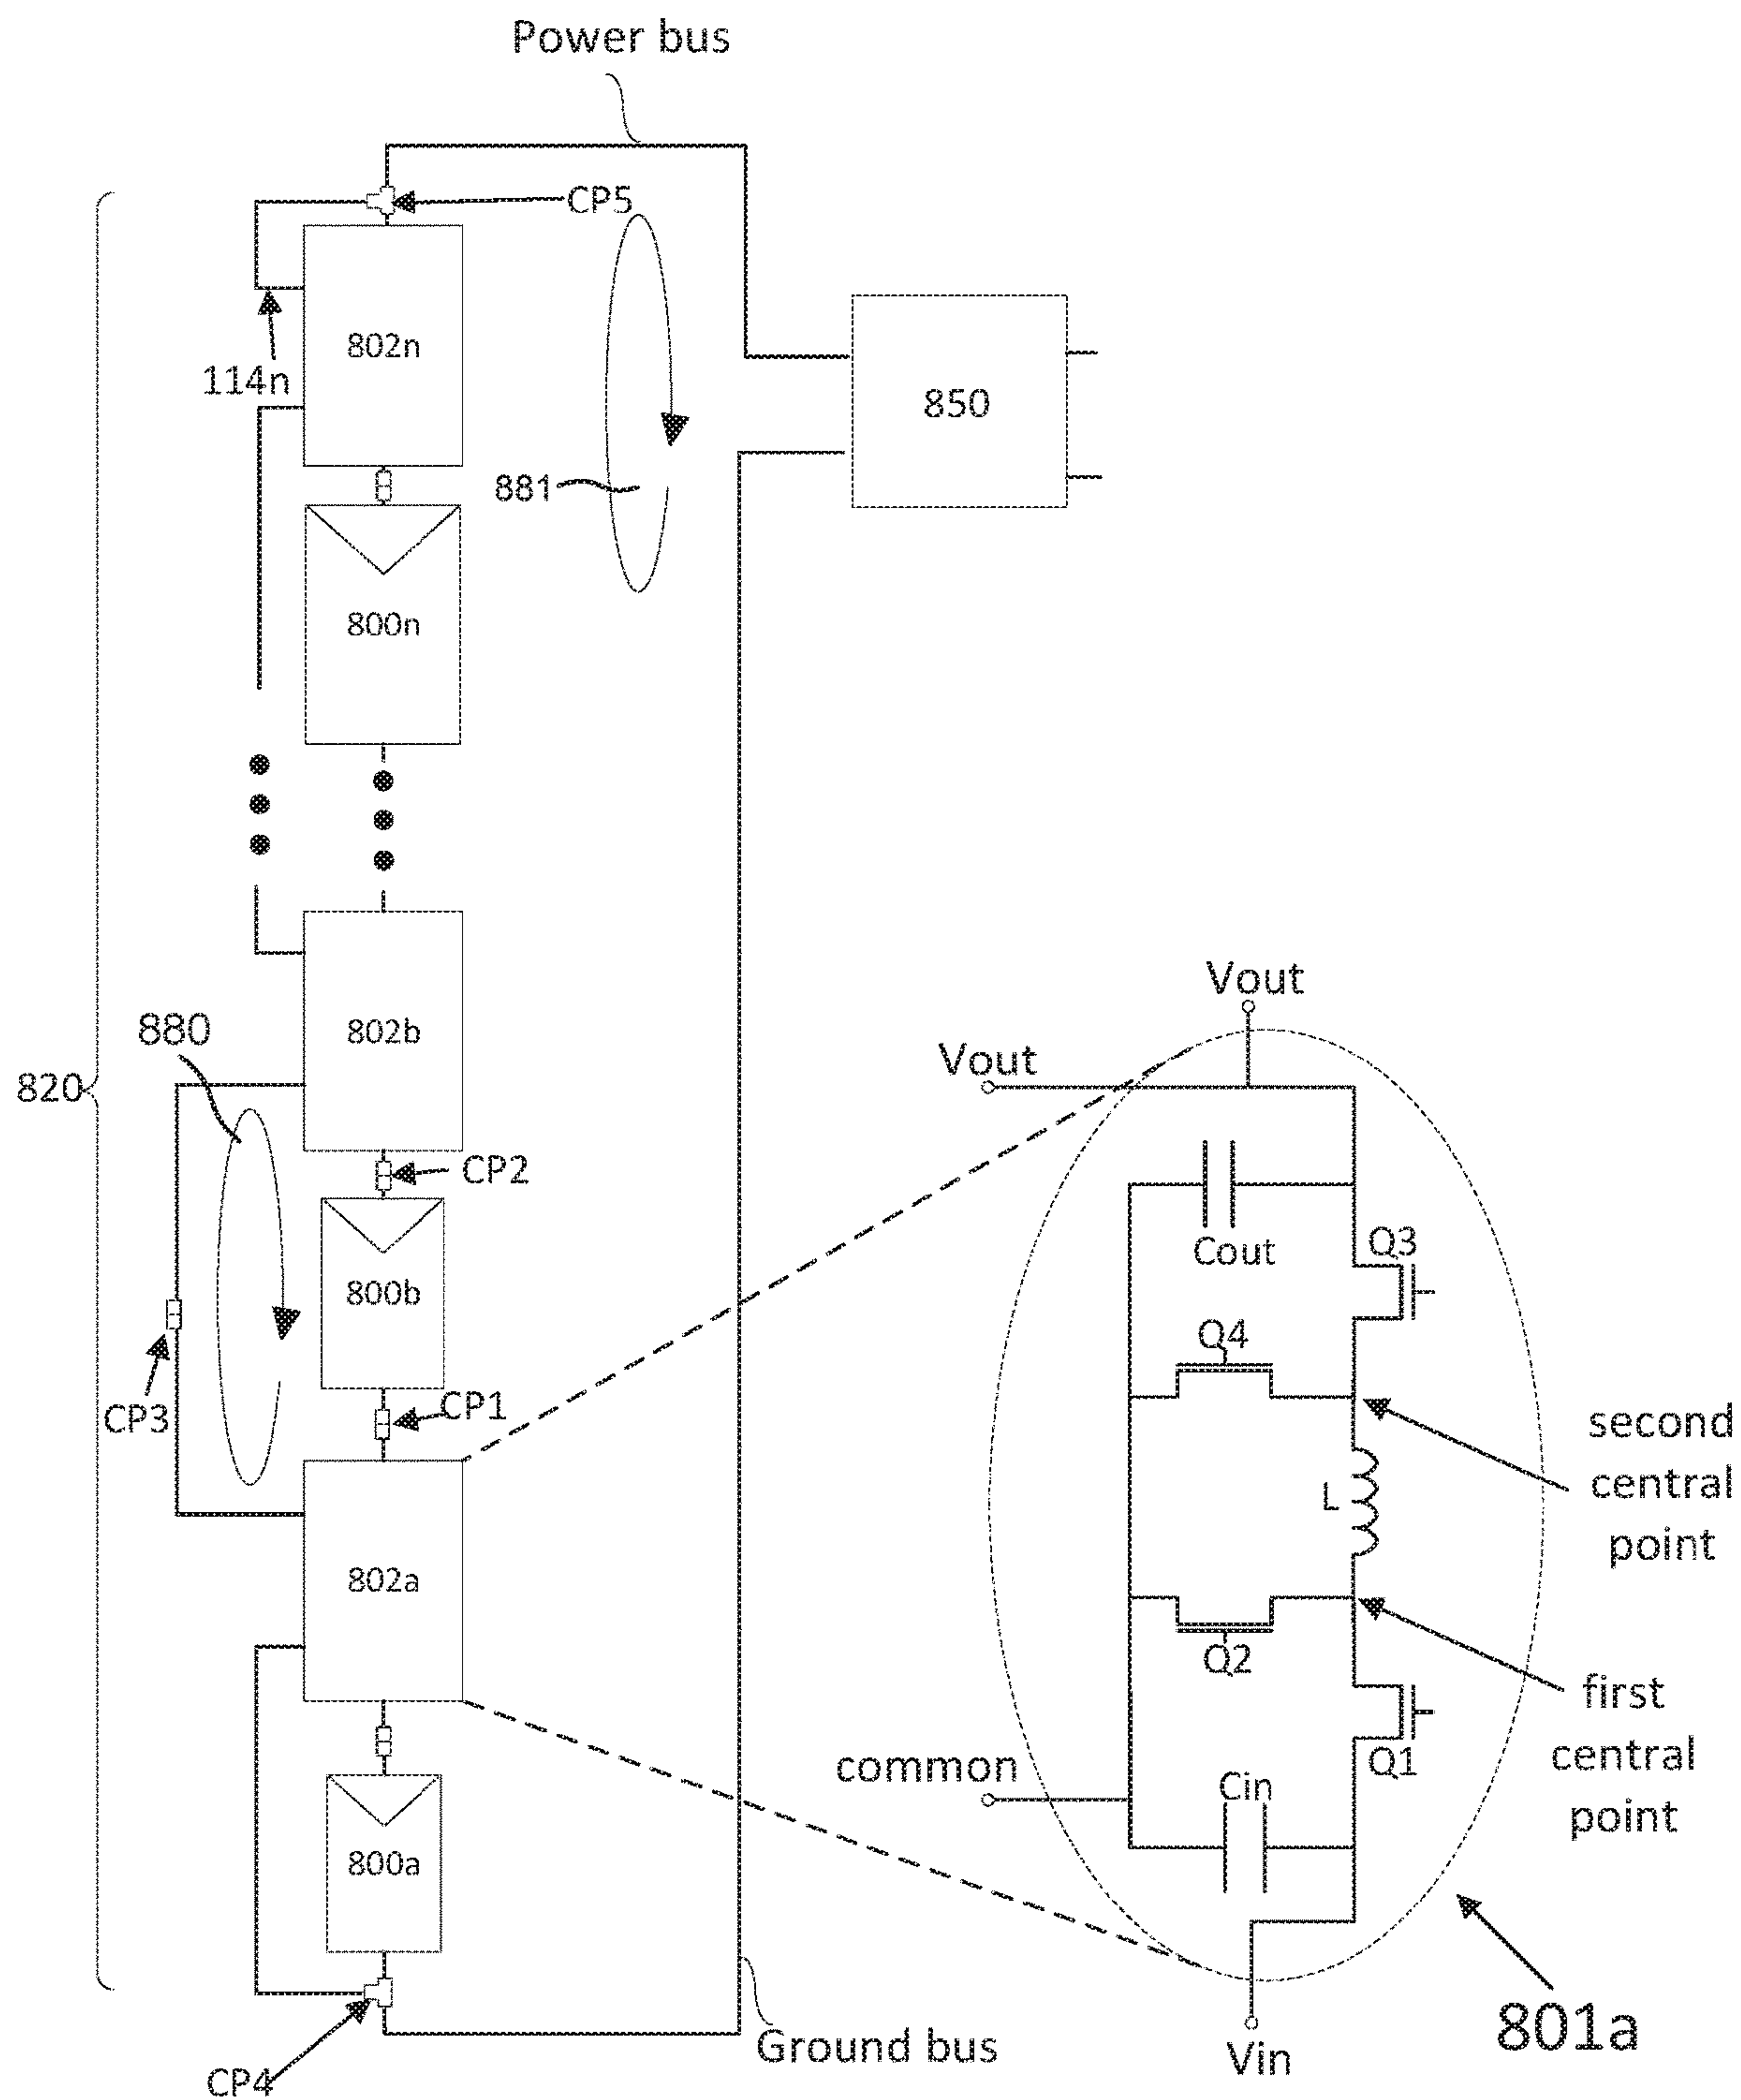 Power bus
CP5
802n
114n
850
881
800n
Vout
802b
880
Vout
820
CP2
Cout
Q3
800b
Q4
CP1
CP3
second
central
point
L
802a
Q2
first
central
point
common
Q1
Cin
800a
801a
Ground bus
Vin
CP4